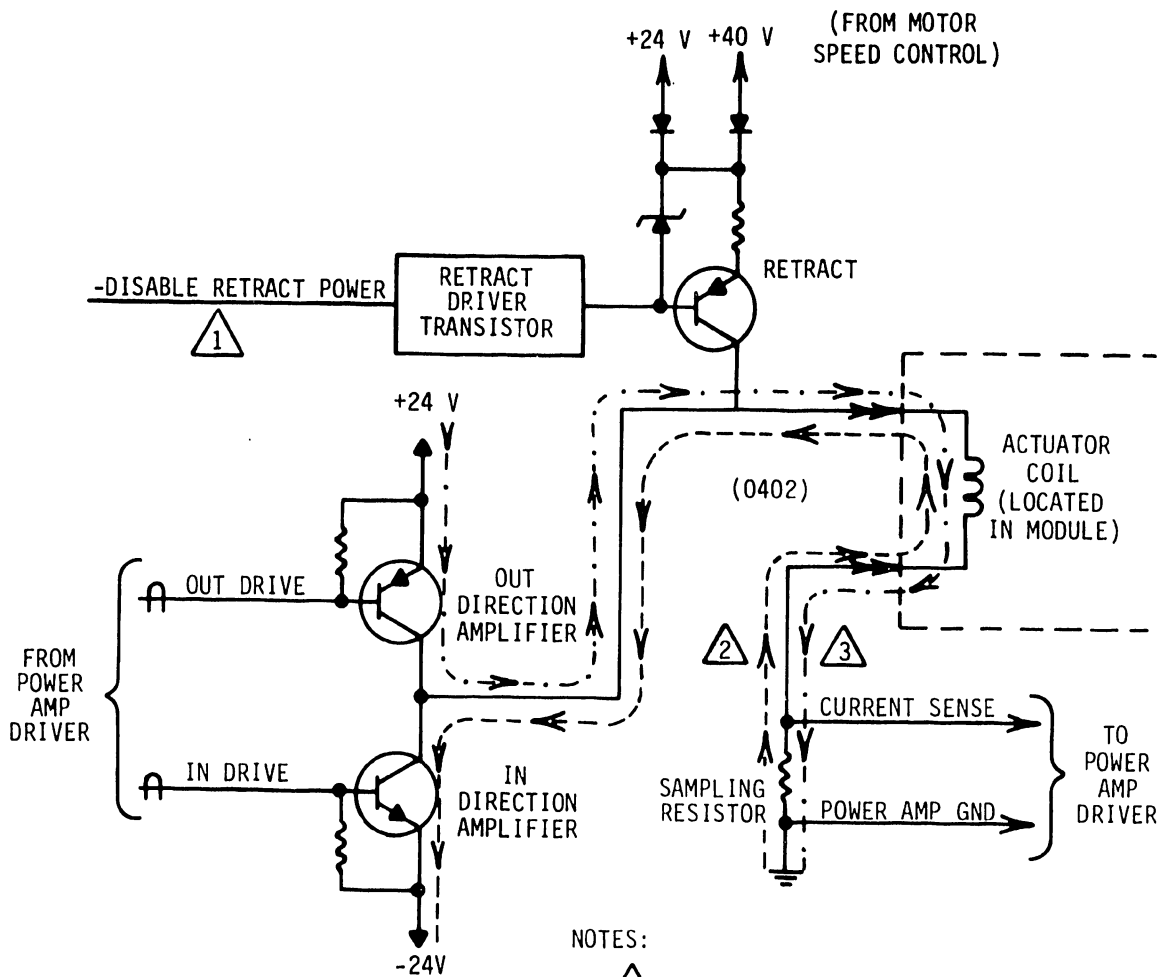 (FROM MOTOR
SPEED CONTROL)
+24 V +40 V
RETRACT
-DISABLE RETRACT POWER
1
RETRACT
DRIVER
TRANSISTOR
+24 V
(0402)
ACTUATOR
COIL
(LOCATED
IN MODULE)
OUT DRIVE
OUT
DIRECTION
AMPLIFIER
FROM
POWER
AMP
DRIVER
2
3
CURRENT SENSE
IN DRIVE
IN
DIRECTION
AMPLIFIER
SAMPLING
RESISTOR
POWER AMP GND
TO
POWER
AMP
DRIVER
-24V
NOTES: